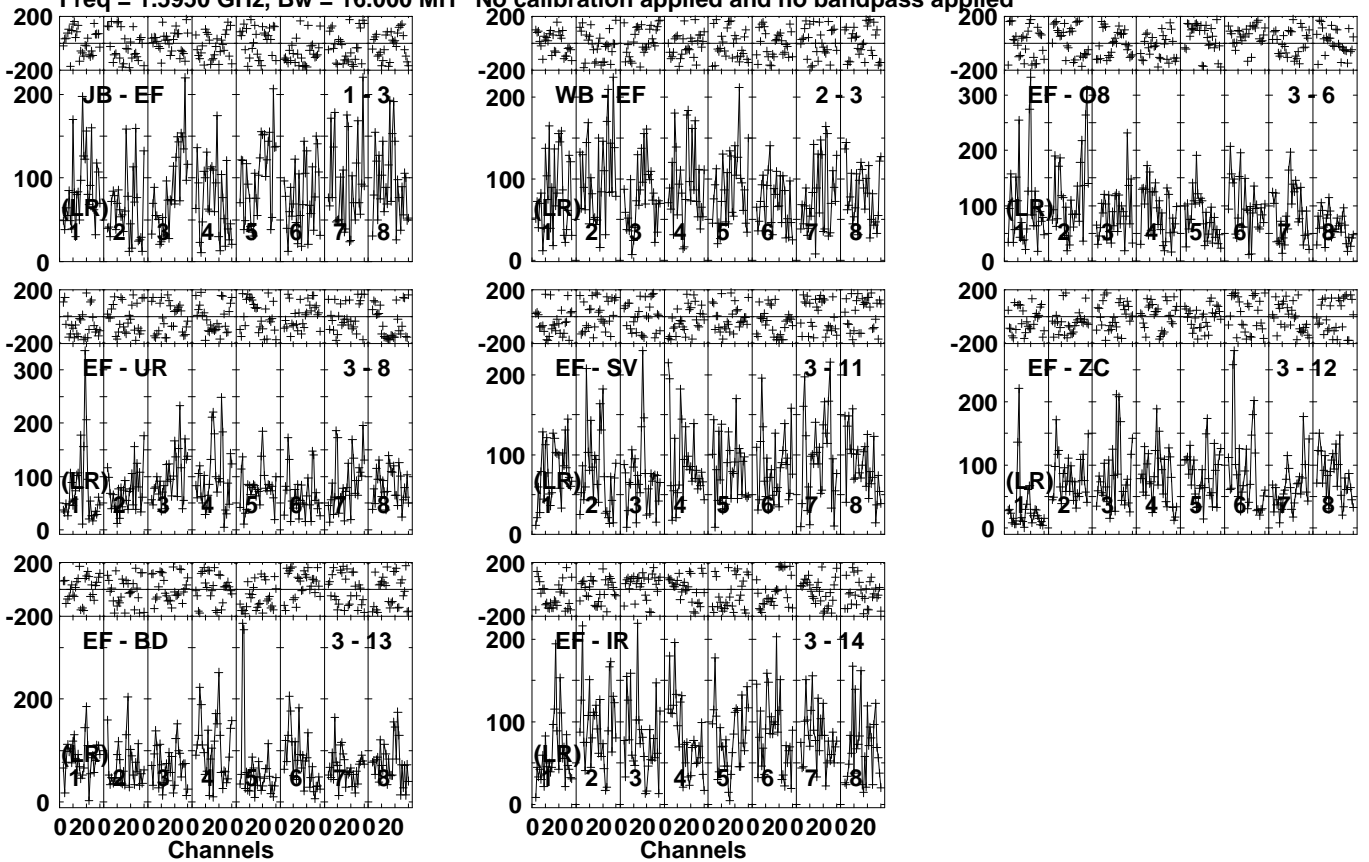 Freq = 1.5950 GHz, Bw = 16.000 MH No calibration applied and no bandpass applied
200
-200
JB - EF 1 - 3
200
100
0
(LR)
1 2 3 4 5 6 7 8
200
-200
WB - EF 2 - 3
200
100
0
(LR)
1 2 3 4 5 6 7 8
200
-200
EF - O8 3 - 6
300
200
100
0
(LR)
1 2 3 4 5 6 7 8
200
-200
EF - UR 3 - 8
300
200
100
0
(LR)
1 2 3 4 5 6 7 8
200
-200
EF - SV 3 - 11
200
100
0
(LR)
1 2 3 4 5 6 7 8
200
-200
EF - ZC 3 - 12
200
100
0
(LR)
1 2 3 4 5 6 7 8
200
-200
EF - BD 3 - 13
200
0
(LR)
1 2 3 4 5 6 7 8
0 20 0 20 0 20 0 20 0 20 0 20 0 20 0 20
Channels
200
-200
EF - IR 3 - 14
200
100
0
(LR)
1 2 3 4 5 6 7 8
0 20 0 20 0 20 0 20 0 20 0 20 0 20 0 20
Channels